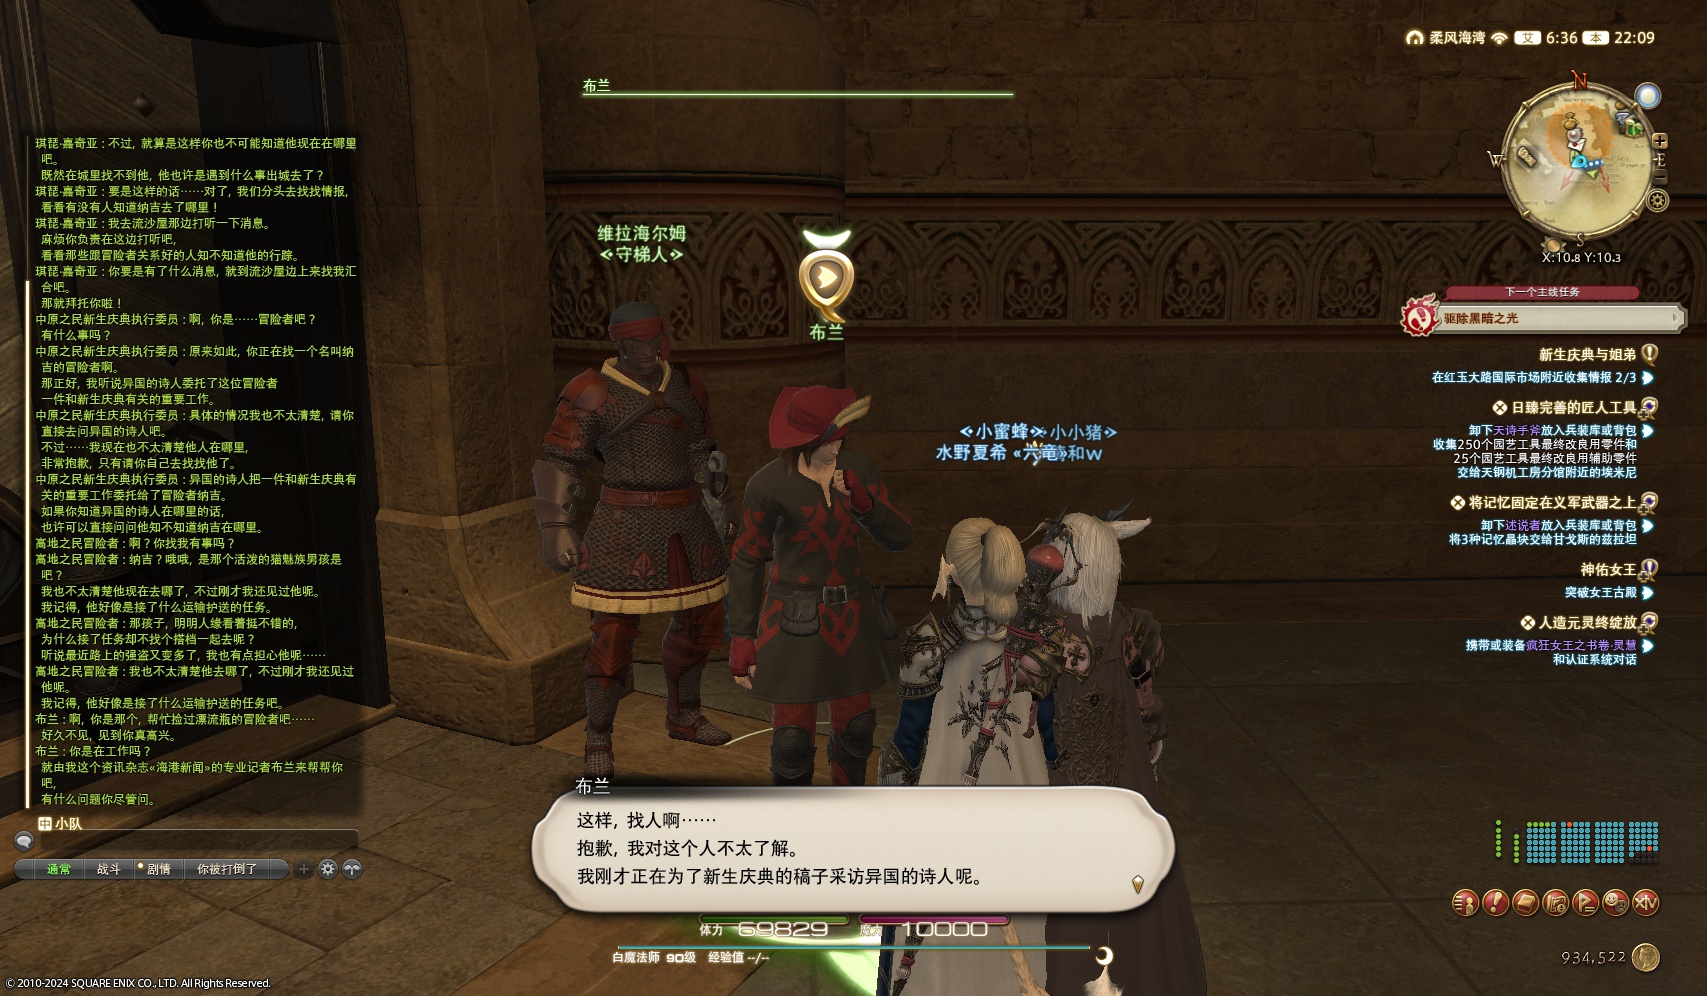 柔风海湾 艾 6:36 本 22:09
布兰
N
W
E
S
X:10.8 Y:10.3
下一个主线任务
驱除黑暗之光
新生庆典与姐弟
在红玉大路国际市场附近收集情报 2/3
日臻完善的匠人工具
卸下天诗手斧放入兵装库或背包
收集250个园艺工具最终改良用零件和
25个园艺工具最终改良用辅助零件
交给天钢机工房分馆附近的埃米尼
将记忆固定在义军武器之上
卸下述说者放入兵装库或背包
将3种记忆晶块交给甘戈斯的兹拉坦
神佑女王
突破女王古殿
人造元灵终绽放
携带或装备疯狂女王之书卷·灵慧
和认证系统对话
琪琵·嘉奇亚：不过，就算是这样你也不可能知道他现在在哪里
吧。
既然在城里找不到他，他也许是遇到什么事出城去了？
琪琵·嘉奇亚：要是这样的话……对了，我们分头去找找情报，
看看有没有人知道纳吉去了哪里！
琪琵·嘉奇亚：我去流沙屋那边打听一下消息。
麻烦你负责在这边打听吧，
看看那些跟冒险者关系好的人知不知道他的行踪。
琪琵·嘉奇亚：你要是有了什么消息，就到流沙屋边上来找我汇
合吧。
那就拜托你啦！
中原之民新生庆典执行委员：啊，你是……冒险者吧？
有什么事吗？
中原之民新生庆典执行委员：原来如此，你正在找一个名叫纳
吉的冒险者啊。
那正好，我听说异国的诗人委托了这位冒险者
一件和新生庆典有关的重要工作。
中原之民新生庆典执行委员：具体的情况我也不太清楚，请你
直接去问异国的诗人吧。
不过……我现在也不太清楚他人在哪里，
非常抱歉，只有请你自己去找找他了。
中原之民新生庆典执行委员：异国的诗人把一件和新生庆典有
关的重要工作委托给了冒险者纳吉。
如果你知道异国的诗人在哪里的话，
也许可以直接问问他知不知道纳吉在哪里。
高地之民冒险者：啊？你找我有事吗？
高地之民冒险者：纳吉？哦哦，是那个活泼的猫魅族男孩是
吧？
我也不太清楚他现在去哪了，不过刚才我还见过他呢。
我记得，他好像是接了什么运输护送的任务。
高地之民冒险者：那孩子，明明人缘看着挺不错的，
为什么接了任务却不找个搭档一起去呢？
听说最近路上的强盗又变多了，我也有点担心他呢……
高地之民冒险者：我也不太清楚他去哪了，不过刚才我还见过
他呢。
我记得，他好像是接了什么运输护送的任务吧。
布兰：啊，你是那个，帮忙捡过漂流瓶的冒险者吧……
好久不见，见到你真高兴。
布兰：你是在工作吗？
就由我这个资讯杂志«海港新闻»的专业记者布兰来帮帮你
吧，
有什么问题你尽管问。
中 小队
通常 战斗 剧情 你被打倒了
维拉海尔姆
守梯人
布兰
小蜜蜂 小小猪
水野夏希
和w
布兰
这样，找人啊……
抱歉，我对这个人不太了解。
我刚才正在为了新生庆典的稿子采访异国的诗人呢。
体力 69829 魔力 10000
白魔法师 90级 经验值 --/--
934,522
© 2010-2024 SQUARE ENIX CO., LTD. All Rights Reserved.